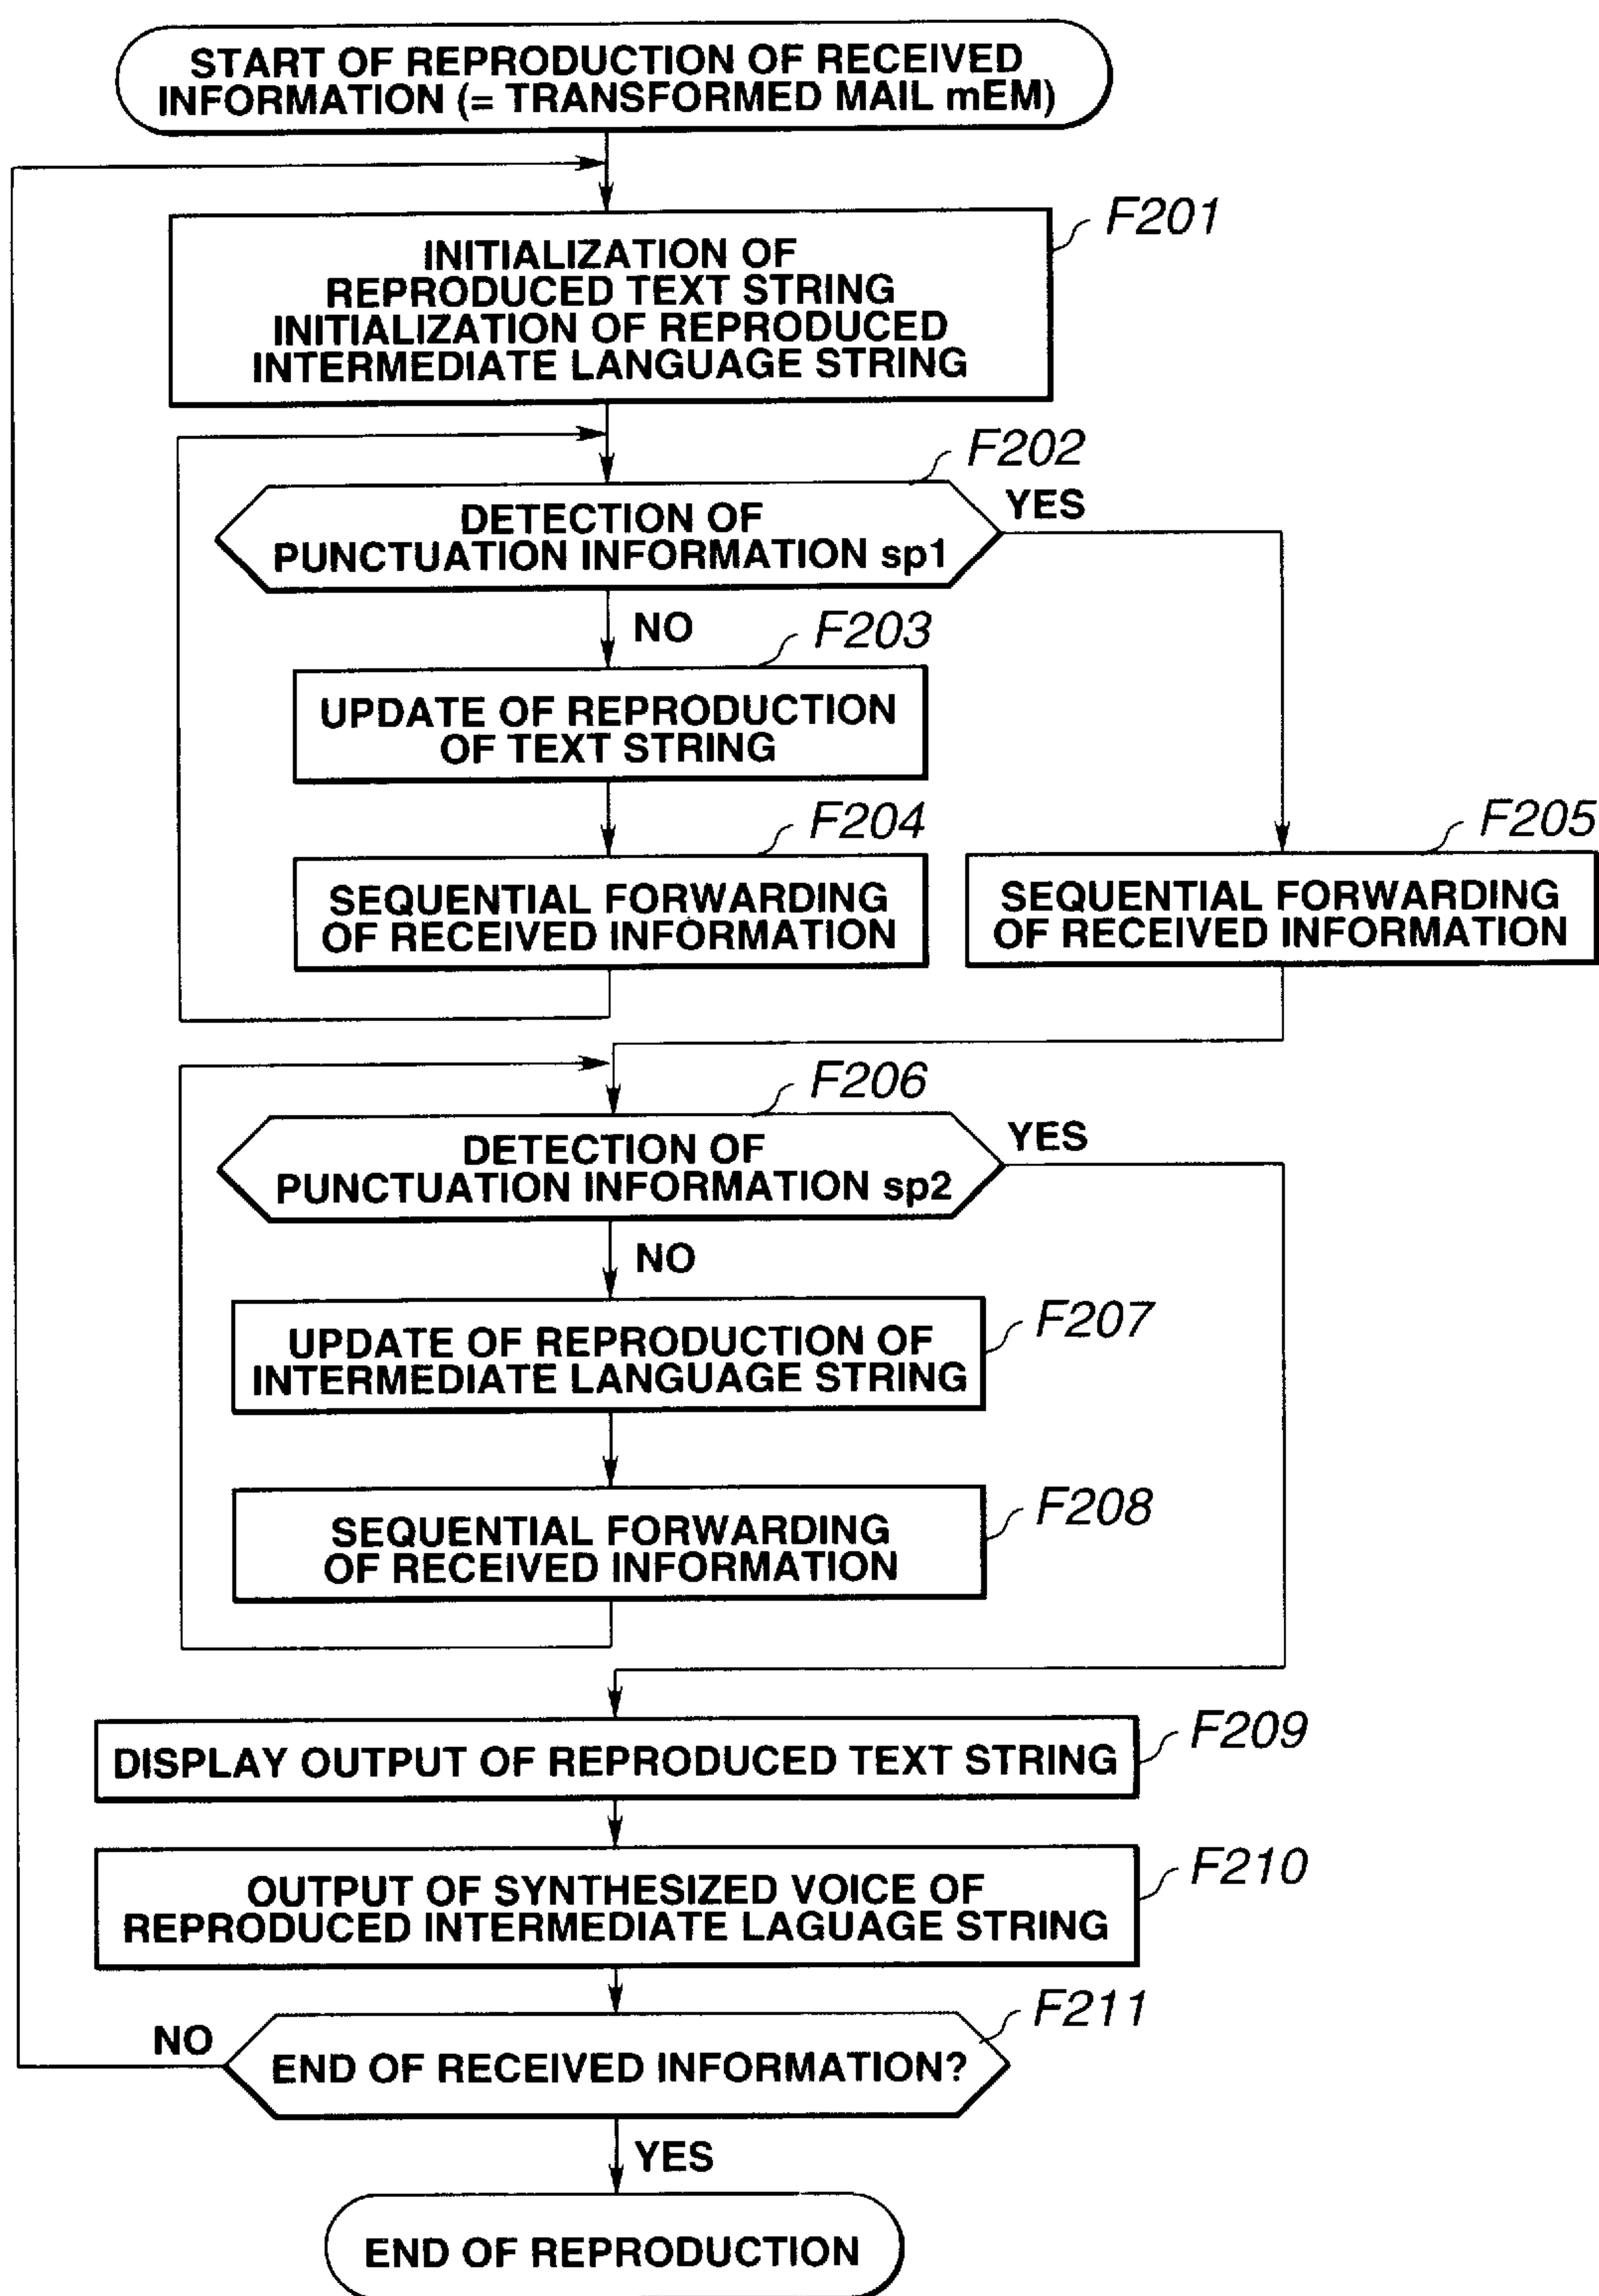 START OF REPRODUCTION OF RECEIVED
INFORMATION (= TRANSFORMED MAIL mEM)
F201
INITIALIZATION OF
REPRODUCED TEXT STRING
INITIALIZATION OF REPRODUCED
INTERMEDIATE LANGUAGE STRING
F202
YES
DETECTION OF
PUNCTUATION INFORMATION sp1
NO
F203
UPDATE OF REPRODUCTION
OF TEXT STRING
F204
SEQUENTIAL FORWARDING
OF RECEIVED INFORMATION
F205
SEQUENTIAL FORWARDING
OF RECEIVED INFORMATION
F206
YES
DETECTION OF
PUNCTUATION INFORMATION sp2
NO
F207
UPDATE OF REPRODUCTION OF
INTERMEDIATE LANGUAGE STRING
F208
SEQUENTIAL FORWARDING
OF RECEIVED INFORMATION
F209
DISPLAY OUTPUT OF REPRODUCED TEXT STRING
F210
OUTPUT OF SYNTHESIZED VOICE OF
REPRODUCED INTERMEDIATE LAGUAGE STRING
F211
NO
END OF RECEIVED INFORMATION?
YES
END OF REPRODUCTION